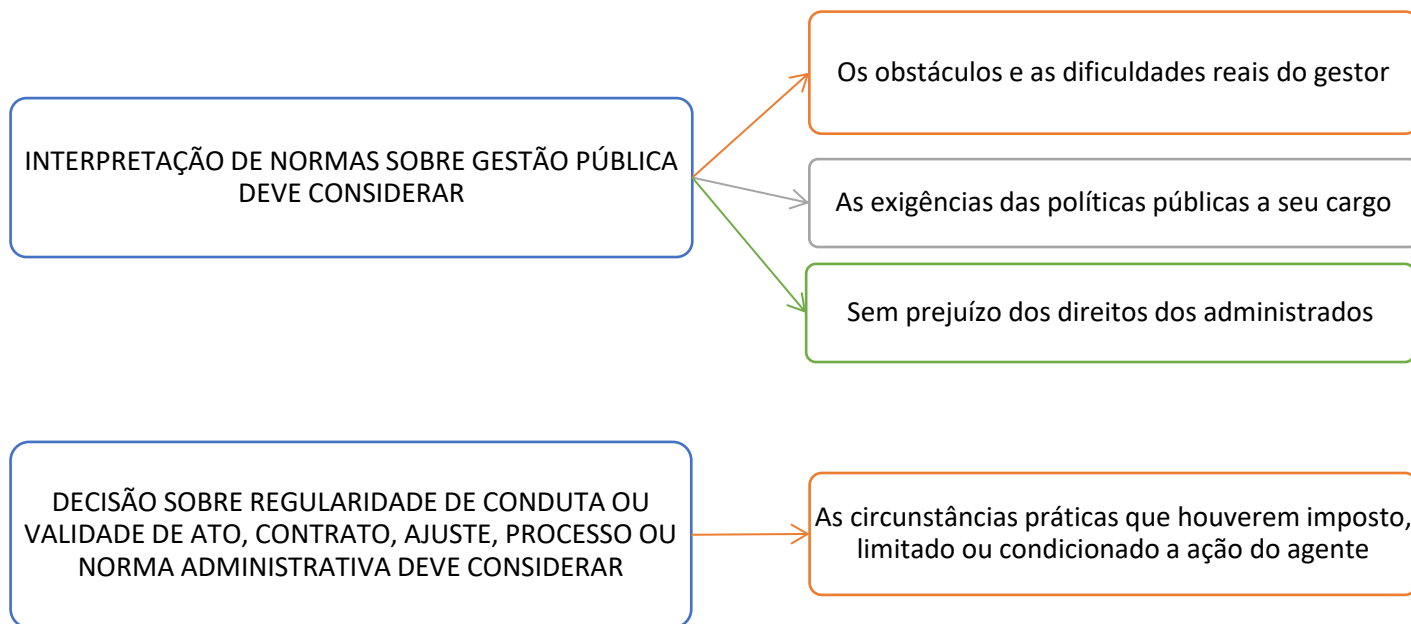 Os obstáculos e as dificuldades reais do gestor
INTERPRETAÇÃO DE NORMAS SOBRE GESTÃO PÚBLICA
DEVE CONSIDERAR
As exigências das políticas públicas a seu cargo
Sem prejuízo dos direitos dos administrados
DECISÃO SOBRE REGULARIDADE DE CONDUTA OU
VALIDADE DE ATO, CONTRATO, AJUSTE, PROCESSO OU
NORMA ADMINISTRATIVA DEVE CONSIDERAR
As circunstâncias práticas que houverem imposto,
limitado ou condicionado a ação do agente